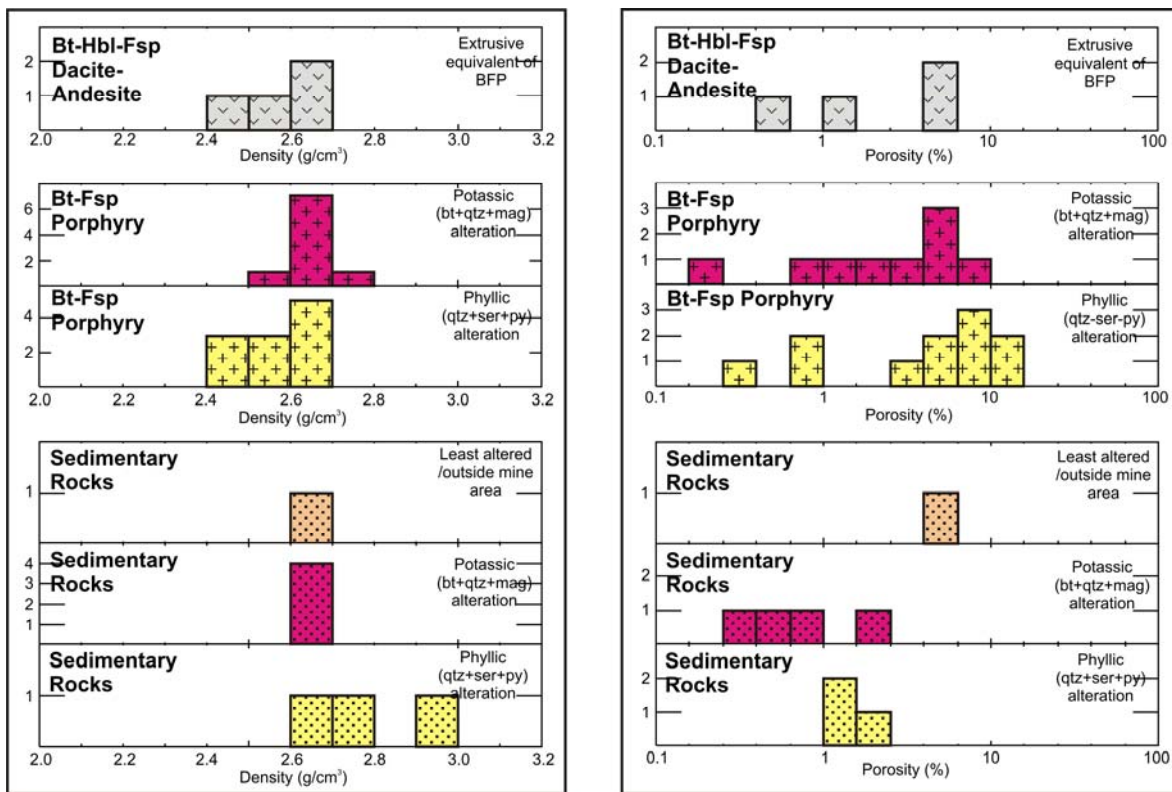 Bt-Hbl-Fsp
Dacite-
Andesite
Extrusive
equivalent of
BFP
2
1
2.0 2.2 2.4 2.6 2.8 3.0 3.2
Density (g/cm³)
Bt-Fsp
Porphyry
Potassic
(bt+qtz+mag)
alteration
6
4
2
Bt-Fsp
Porphyry
Phyllic
(qtz+ser+py)
alteration
4
2
2.0 2.2 2.4 2.6 2.8 3.0 3.2
Density (g/cm³)
Sedimentary
Rocks
Least altered
/outside mine
area
1
Sedimentary
Rocks
Potassic
(bt+qtz+mag)
alteration
4
3
2
1
Sedimentary
Rocks
Phyllic
(qtz+ser+py)
alteration
1
2.0 2.2 2.4 2.6 2.8 3.0 3.2
Density (g/cm³)
Bt-Hbl-Fsp
Dacite-
Andesite
Extrusive
equivalent of
BFP
2
1
0.1 1 10 100
Porosity (%)
Bt-Fsp
Porphyry
Potassic
(bt+qtz+mag)
alteration
3
2
1
Bt-Fsp Porphyry
Phyllic
(qtz-ser-py)
alteration
3
2
1
0.1 1 10 100
Porosity (%)
Sedimentary
Rocks
Least altered
/outside mine
area
1
Sedimentary
Rocks
Potassic
(bt+qtz+mag)
alteration
2
1
Sedimentary
Rocks
Phyllic
(qtz+ser+py)
alteration
2
1
0.1 1 10 100
Porosity (%)